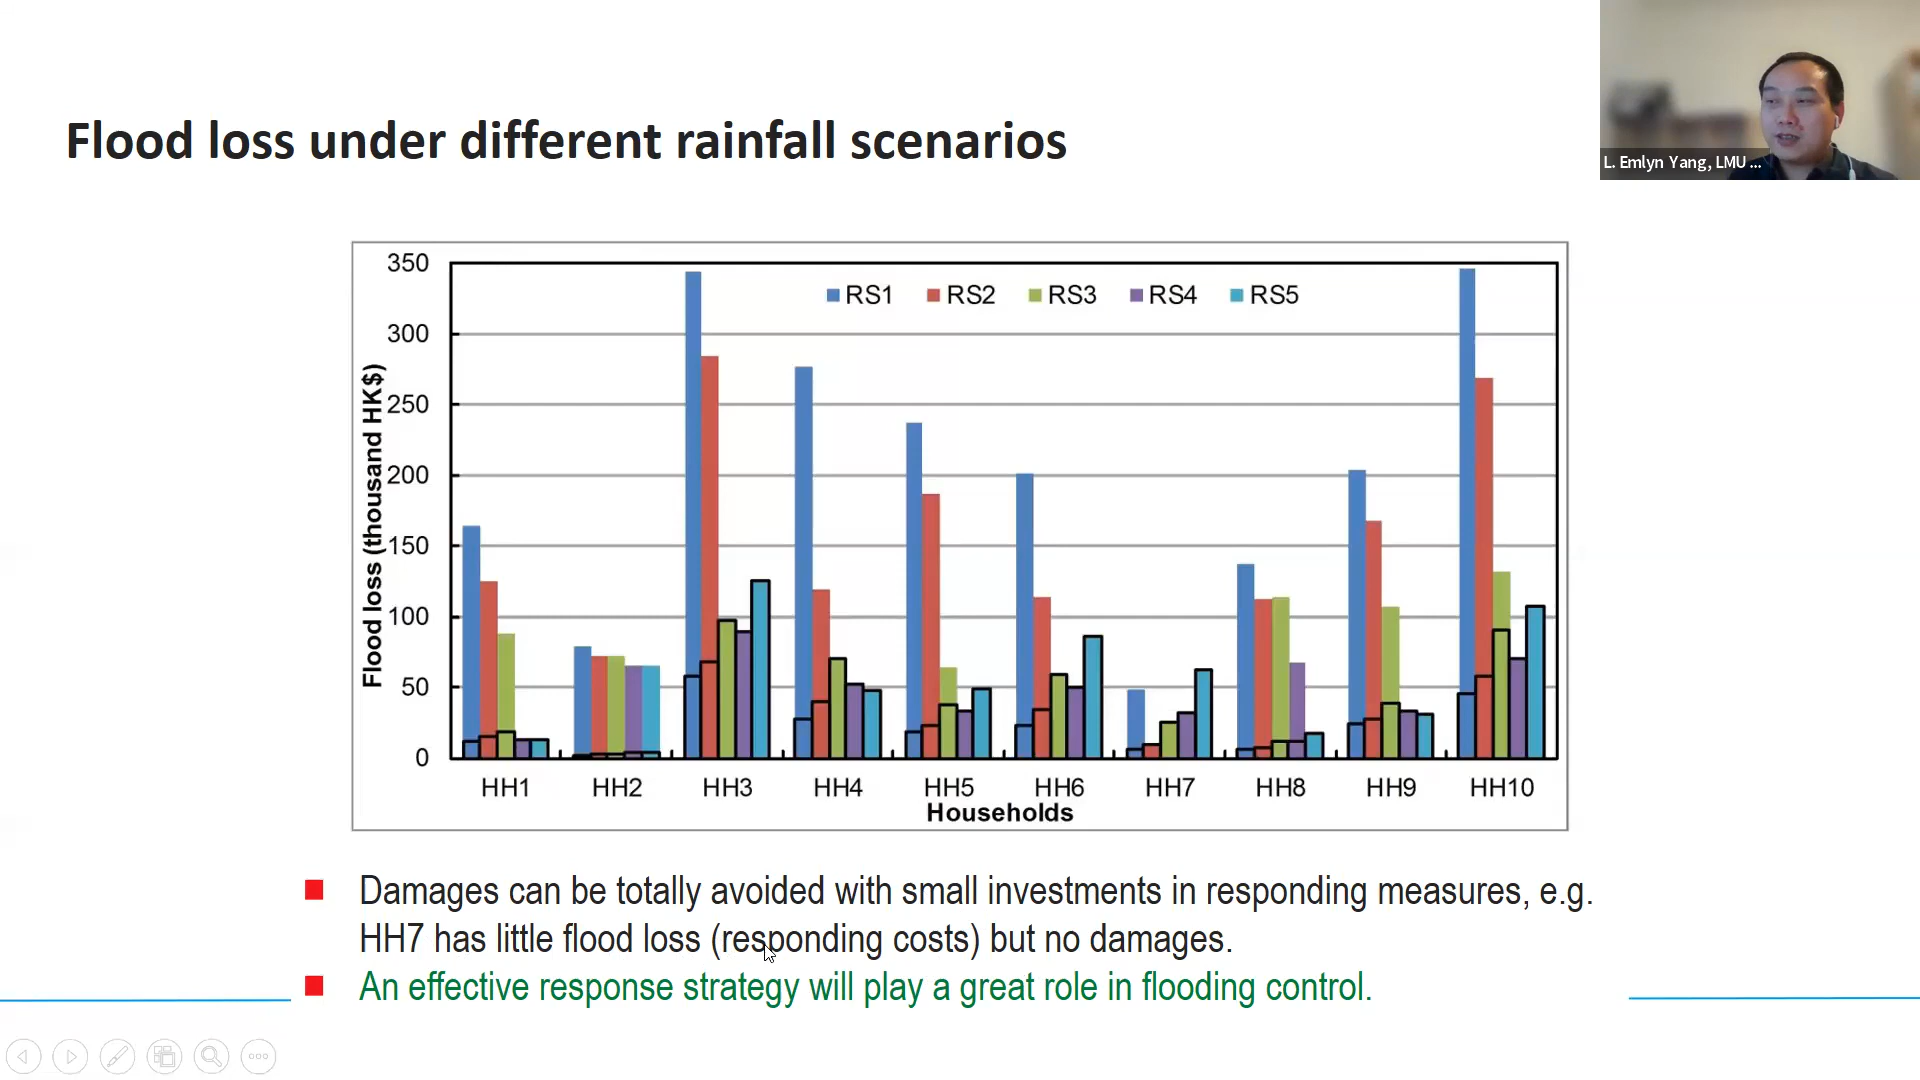 Flood loss under different rainfall scenarios
L. Emlyn Yang, LMU ...
350
300
250
200
150
100
50
0
Flood loss (thousand HK$)
RS1 RS2 RS3 RS4 RS5
HH1 HH2 HH3 HH4 HH5 HH6 HH7 HH8 HH9 HH10
Households
Damages can be totally avoided with small investments in responding measures, e.g.
HH7 has little flood loss (responding costs) but no damages.
An effective response strategy will play a great role in flooding control.